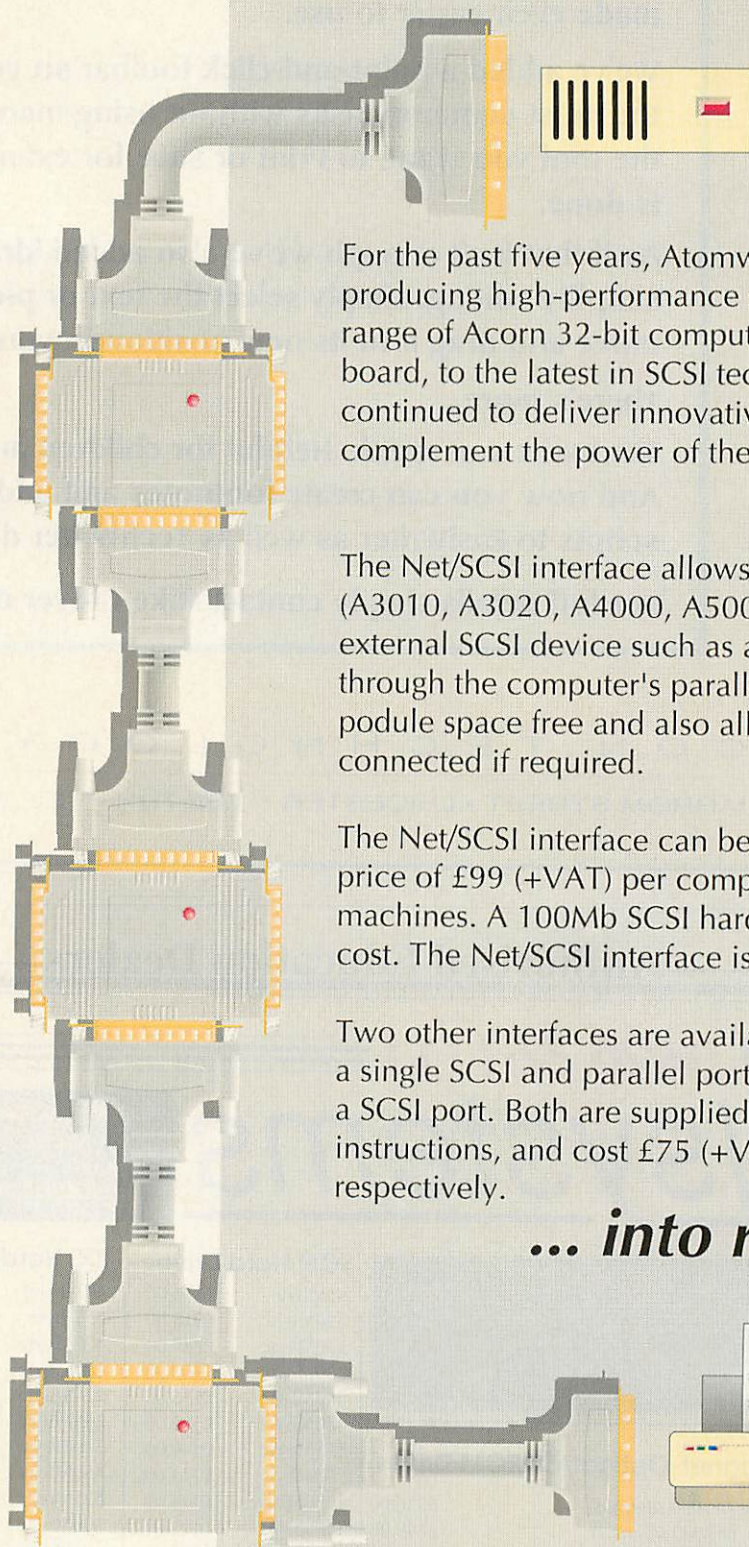 For the past five years, Atomw
producing high-performance
range of Acorn 32-bit comput
board, to the latest in SCSI tec
continued to deliver innovativ
complement the power of the
The Net/SCSI interface allows
(A3010, A3020, A4000, A500
external SCSI device such as a
through the computer's parall
podule space free and also all
connected if required.
The Net/SCSI interface can be
price of £99 (+VAT) per comp
machines. A 100Mb SCSI hard
cost. The Net/SCSI interface is
Two other interfaces are availa
a single SCSI and parallel port
a SCSI port. Both are supplied
instructions, and cost £75 (+V
respectively.
... into r